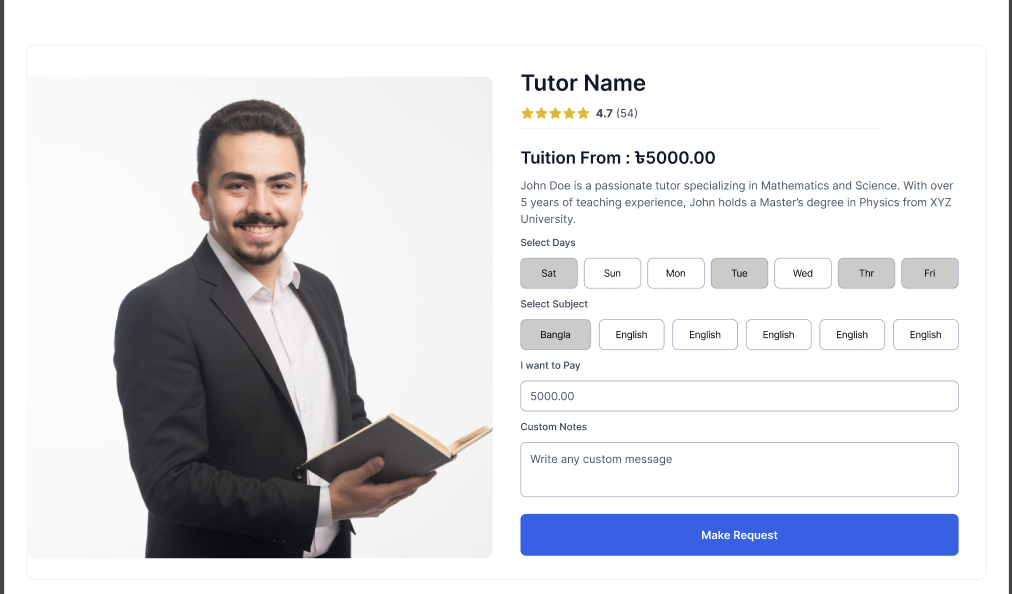 Tutor Name
4.7 (54)
Tuition From : ৳5000.00
John Doe is a passionate tutor specializing in Mathematics and Science. With over
5 years of teaching experience, John holds a Master’s degree in Physics from XYZ
University.
Select Days
Sat Sun Mon Tue Wed Thr Fri
Select Subject
Bangla English English English English English
I want to Pay
5000.00
Custom Notes
Write any custom message
Make Request